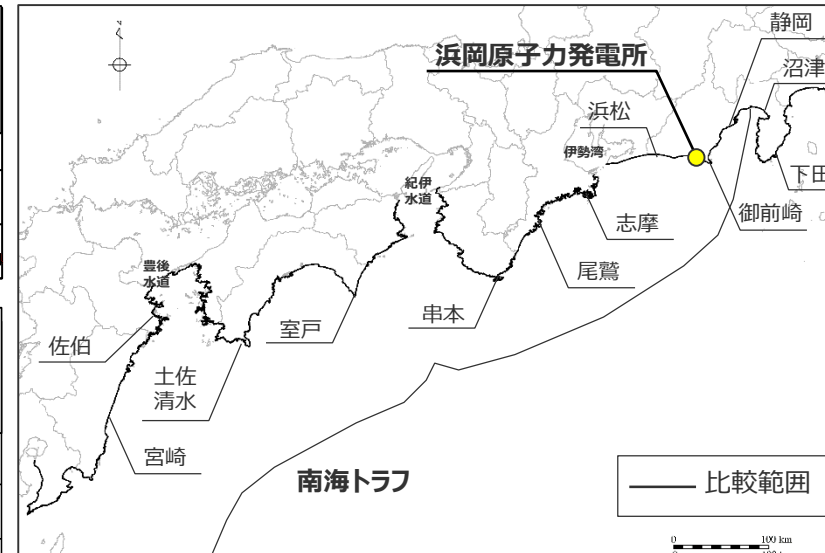 静岡
浜岡原子力発電所
沼津
浜松
伊勢湾
下田
紀伊
水道
志摩
御前崎
豊後
水道
尾鷲
串本
室戸
佐伯
土佐
清水
宮崎
南海トラフ
比較範囲
0 100 km